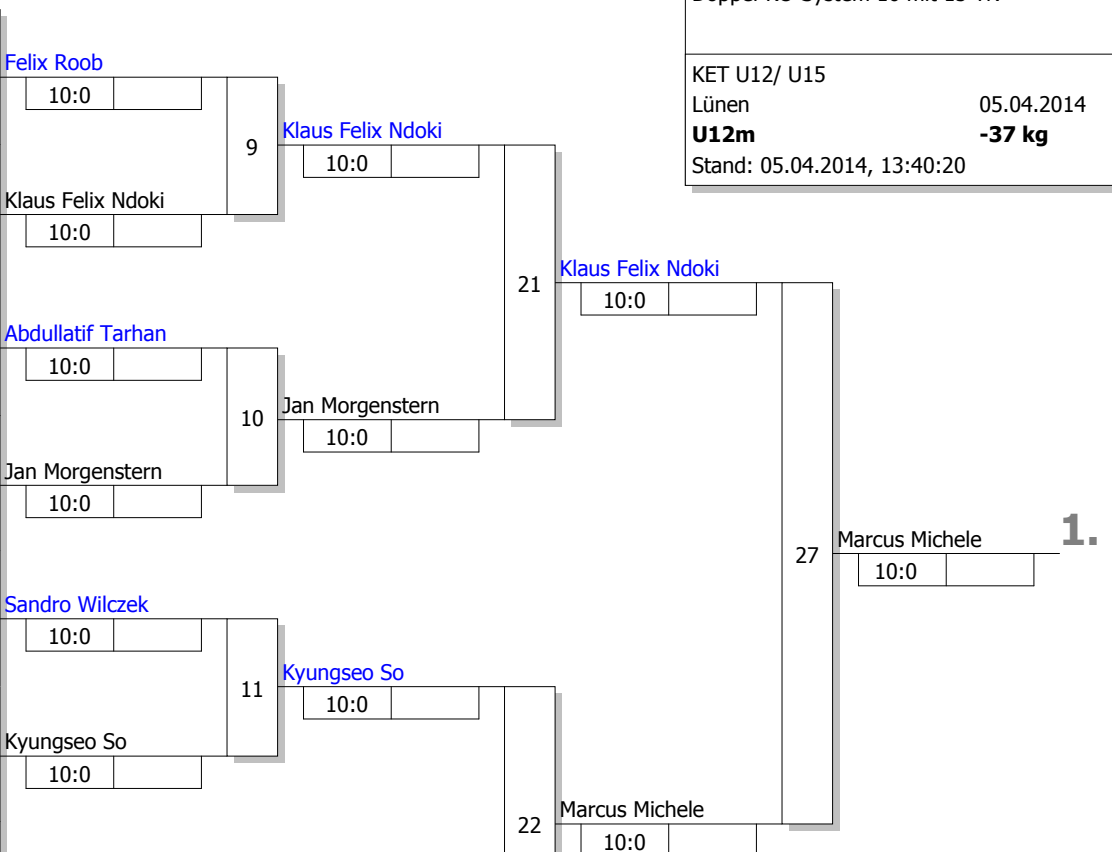 KET U12/ U15
Lünen 05.04.2014
U12m -37 kg
Stand: 05.04.2014, 13:40:20
Felix Roob
10:0
9
Klaus Felix Ndoki
10:0
Klaus Felix Ndoki
10:0
21
Klaus Felix Ndoki
10:0
Abdullatif Tarhan
10:0
10
Jan Morgenstern
10:0
Jan Morgenstern
10:0
27
Marcus Michele 1.
10:0
Sandro Wilczek
10:0
11
Kyungseo So
10:0
Kyungseo So
10:0
22
Marcus Michele
10:0